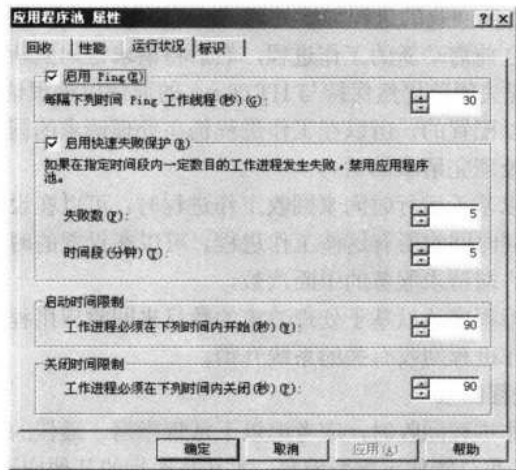 应用程序池 属性
回收 性能 运行状况 标识
启用 Ping(E)
每隔下列时间 Ping 工作线程(秒)(G): 30
启用快速失败保护(R)
如果在指定时间段内一定数目的工作进程发生失败，禁用应用程序
池。
失败数(F): 5
时间段(分钟)(T): 5
启动时间限制
工作进程必须在下列时间内开始(秒)(V): 90
关闭时间限制
工作进程必须在下列时间内关闭(秒)(P): 90
确定 取消 应用(A) 帮助